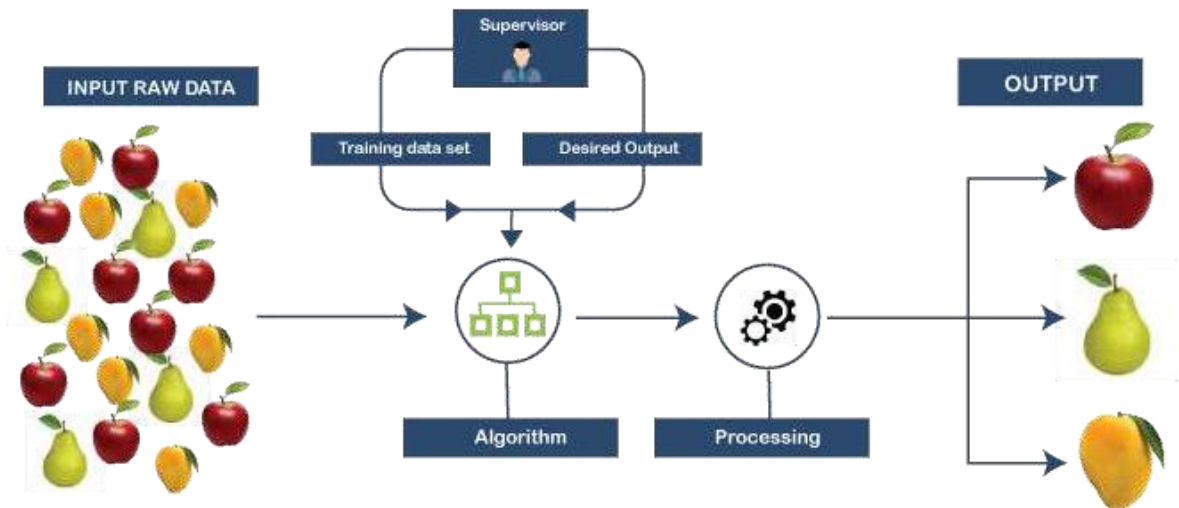 Supervisor
INPUT RAW DATA
OUTPUT
Training data set
Desired Output
Algorithm
Processing